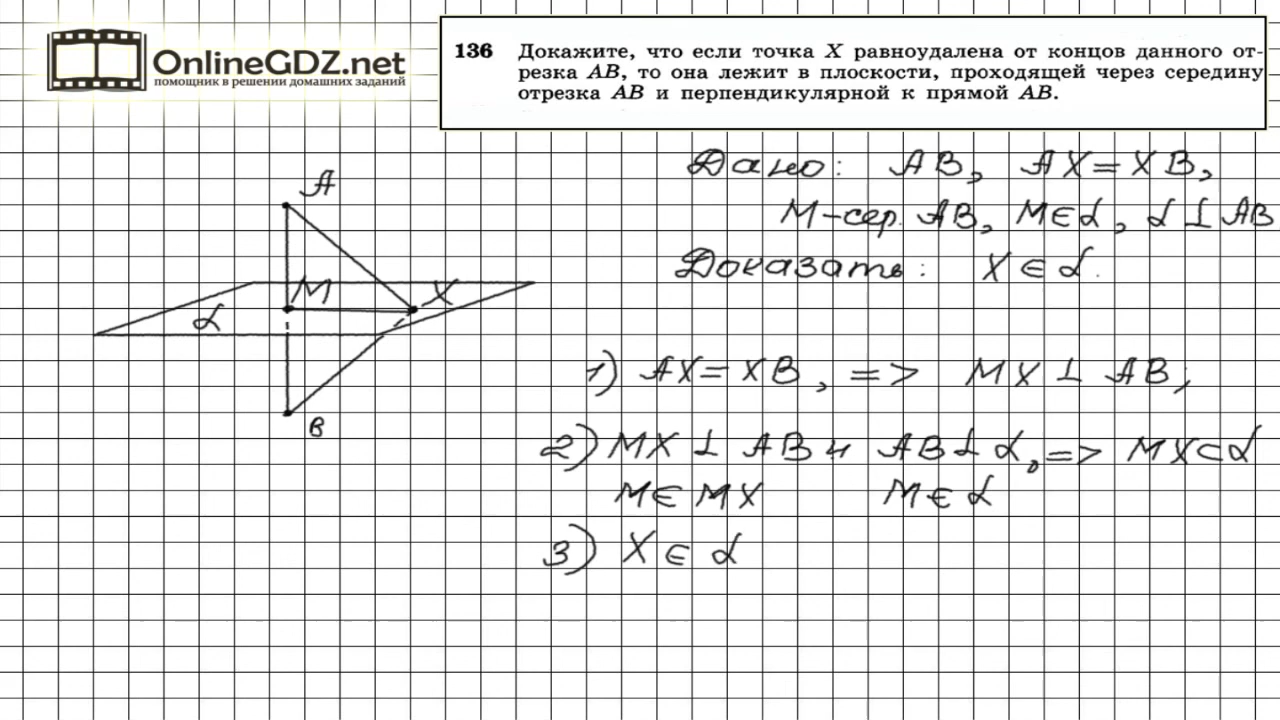 OnlineGDZ.net
помощник в решении домашних заданий
136 Докажите, что если точка X равноудалена от концов данного от-
резка AB, то она лежит в плоскости, проходящей через середину
отрезка AB и перпендикулярной к прямой AB.
Дано: AB, AX = XB,
M-сер. AB, M ∈ α, α ⊥ AB
Доказать: X ∈ α.
A
M
X
α
B
1) AX = XB, => MX ⊥ AB;
2) MX ⊥ AB и AB ⊥ α, => MX ⊂ α
M ∈ MX M ∈ α
3) X ∈ α